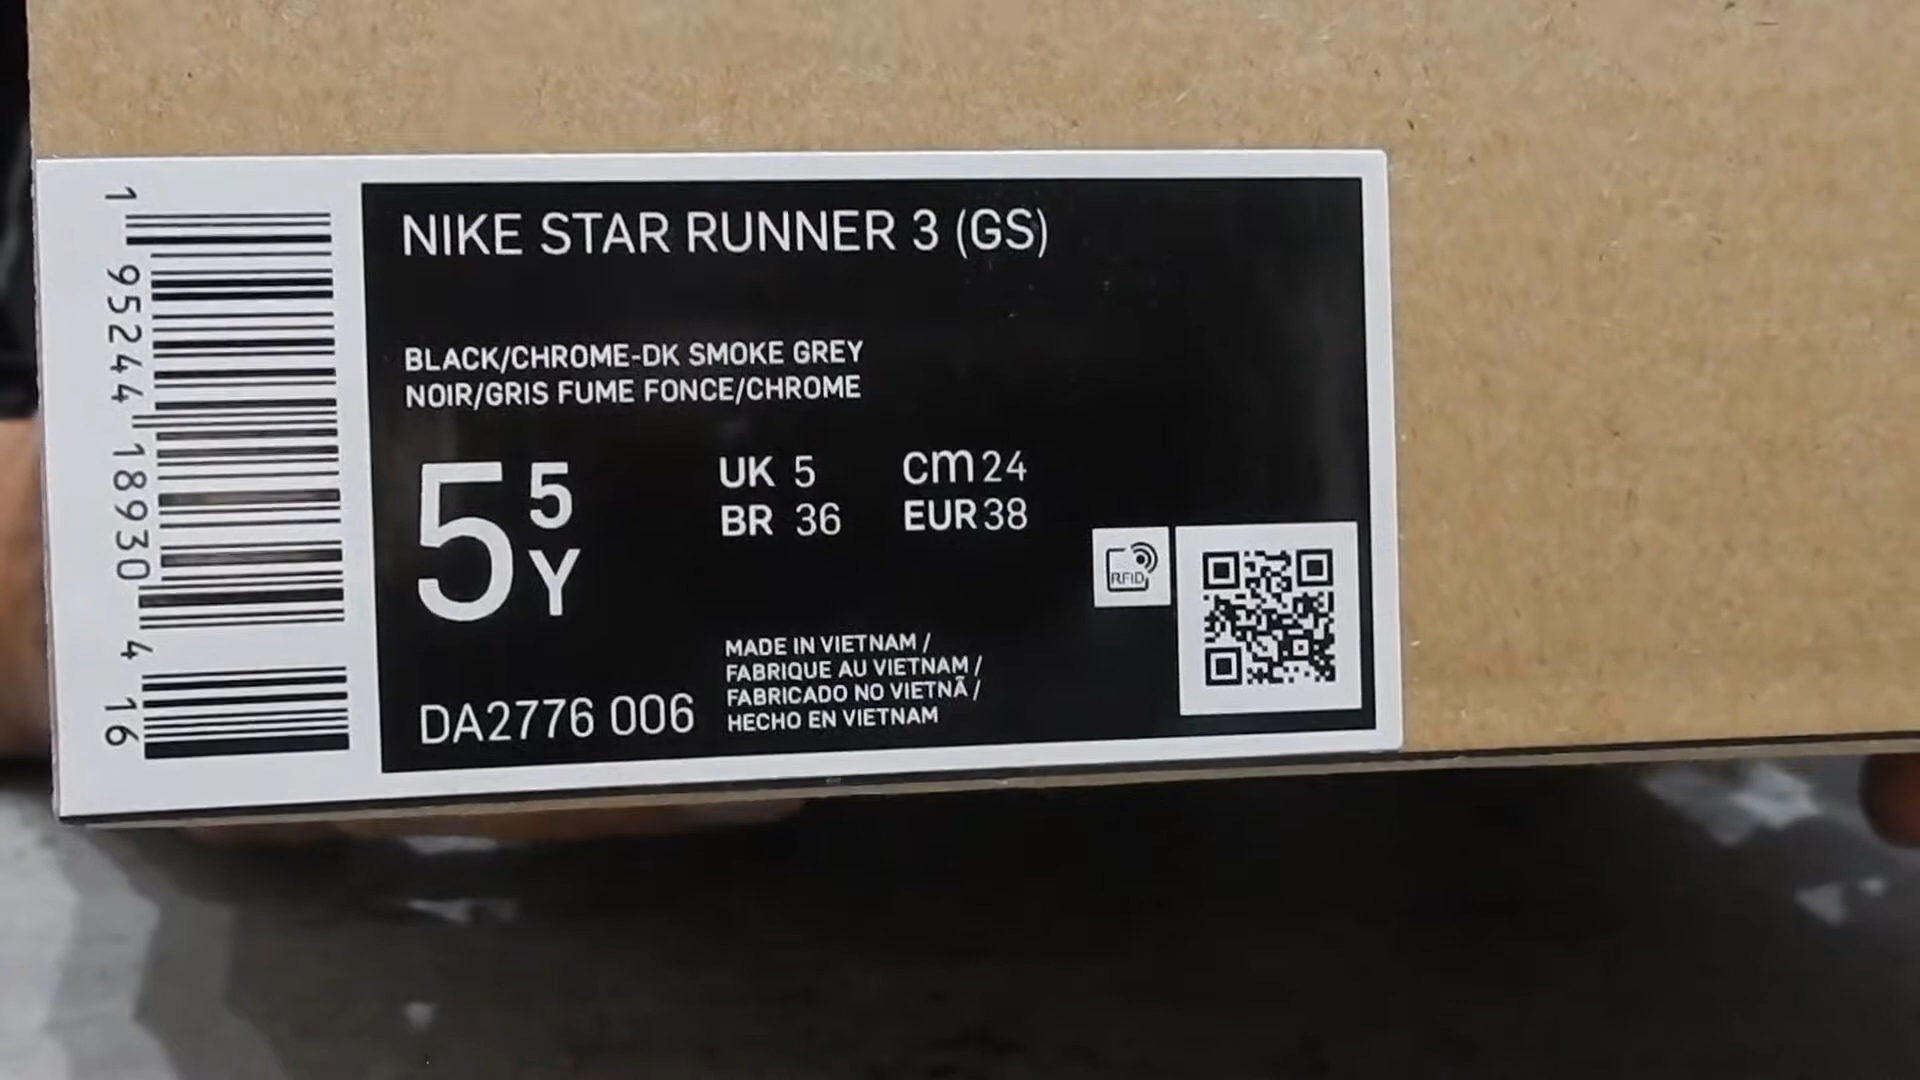 1 95244 18930 4 16
NIKE STAR RUNNER 3 (GS)
BLACK/CHROME-DK SMOKE GREY
NOIR/GRIS FUME FONCE/CHROME
5 5 Y
UK 5 cm 24
BR 36 EUR 38
RFID
MADE IN VIETNAM /
FABRIQUE AU VIETNAM /
FABRICADO NO VIETNÃ /
HECHO EN VIETNAM
DA2776 006